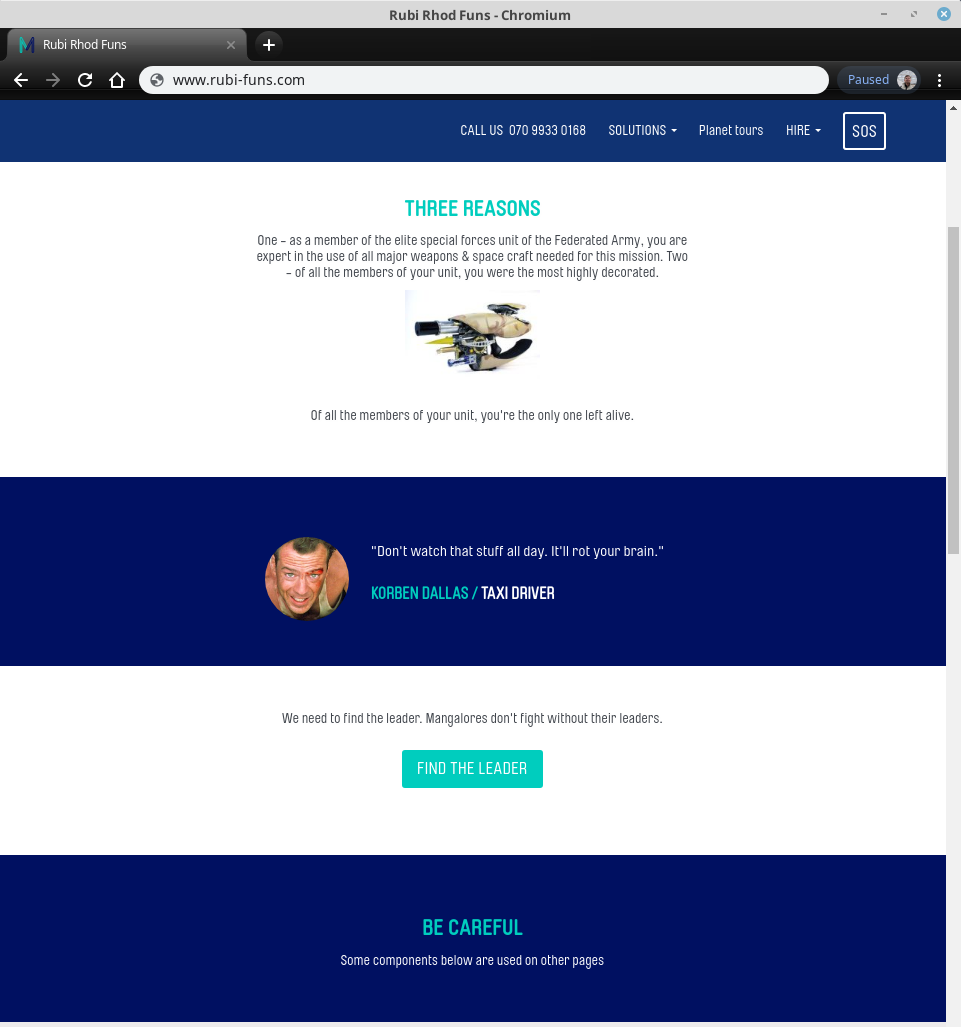 Rubi Rhod Funs - Chromium
Rubi Rhod Funs
www.rubi-funs.com
Paused
CALL US 070 9933 0168 SOLUTIONS Planet tours HIRE SOS
THREE REASONS
One – as a member of the elite special forces unit of the Federated Army, you are
expert in the use of all major weapons & space craft needed for this mission. Two
– of all the members of your unit, you were the most highly decorated.
Of all the members of your unit, you're the only one left alive.
"Don't watch that stuff all day. It'll rot your brain."
KORBEN DALLAS / TAXI DRIVER
We need to find the leader. Mangalores don't fight without their leaders.
FIND THE LEADER
BE CAREFUL
Some components below are used on other pages